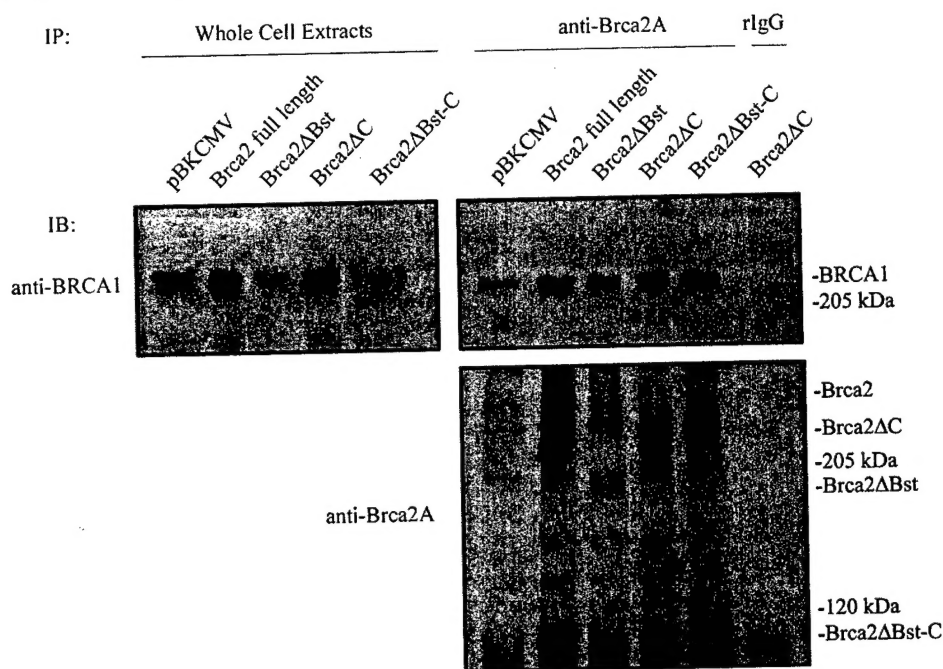 IP:
Whole Cell Extracts
anti-Brca2A
rIgG
pBKCMV
Brca2 full length
Brca2ΔBst
Brca2ΔC
Brca2ΔBst-C
pBKCMV
Brca2 full length
Brca2ΔBst
Brca2ΔC
Brca2ΔBst-C
Brca2ΔC
IB:
anti-BRCA1
-BRCA1
-205 kDa
-Brca2
-Brca2ΔC
-205 kDa
-Brca2ΔBst
anti-Brca2A
-120 kDa
-Brca2ΔBst-C